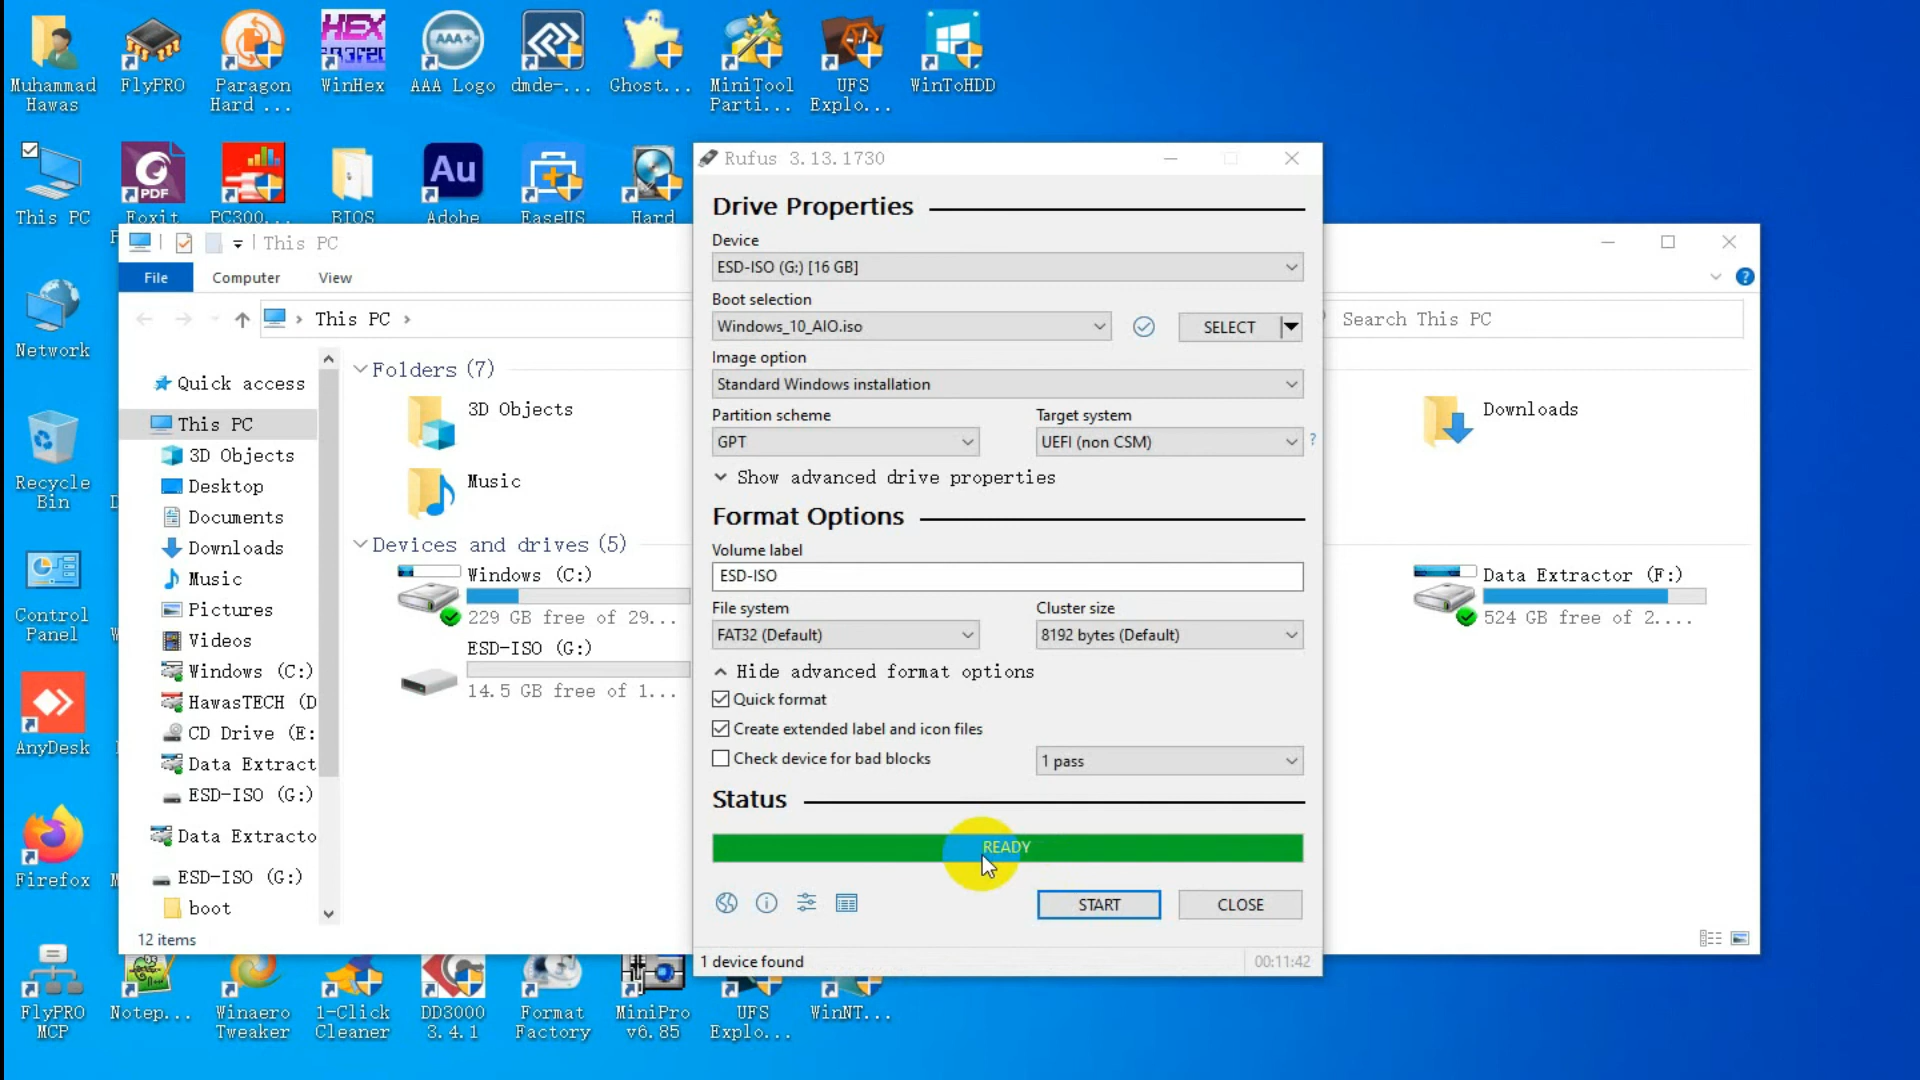 Muhammad
Hawas
FlyPRO
Paragon
Hard ...
HEX
WinHex
AAA+
AAA Logo
dmde-...
Ghost...
MiniTool
Parti...
UFS
Explo...
WinToHDD
This PC
PDF
Foxit
PC300...
BIOS
Au
Adobe
EaseUS
Hard
Network
Recycle
Bin
Control
Panel
AnyDesk
Firefox
FlyPRO
MCP
Notep...
Winaero
Tweaker
1-Click
Cleaner
DD3000
3.4.1
Format
Factory
MiniPro
v6.85
UFS
Explo...
WinNT...
This PC
File
Computer
View
This PC
Search This PC
Quick access
This PC
3D Objects
Desktop
Documents
Downloads
Music
Pictures
Videos
Windows (C:)
HawasTECH (D
CD Drive (E:
Data Extract
ESD-ISO (G:)
Data Extracto
ESD-ISO (G:)
boot
12 items
Folders (7)
3D Objects
Music
Downloads
Devices and drives (5)
Windows (C:)
229 GB free of 29...
ESD-ISO (G:)
14.5 GB free of 1...
Data Extractor (F:)
524 GB free of 2....
Rufus 3.13.1730
Drive Properties
Device
ESD-ISO (G:) [16 GB]
Boot selection
Windows_10_AIO.iso
SELECT
Image option
Standard Windows installation
Partition scheme
Target system
GPT
UEFI (non CSM)
?
Show advanced drive properties
Format Options
Volume label
ESD-ISO
File system
Cluster size
FAT32 (Default)
8192 bytes (Default)
Hide advanced format options
Quick format
Create extended label and icon files
Check device for bad blocks
1 pass
Status
READY
START
CLOSE
1 device found
00:11:42